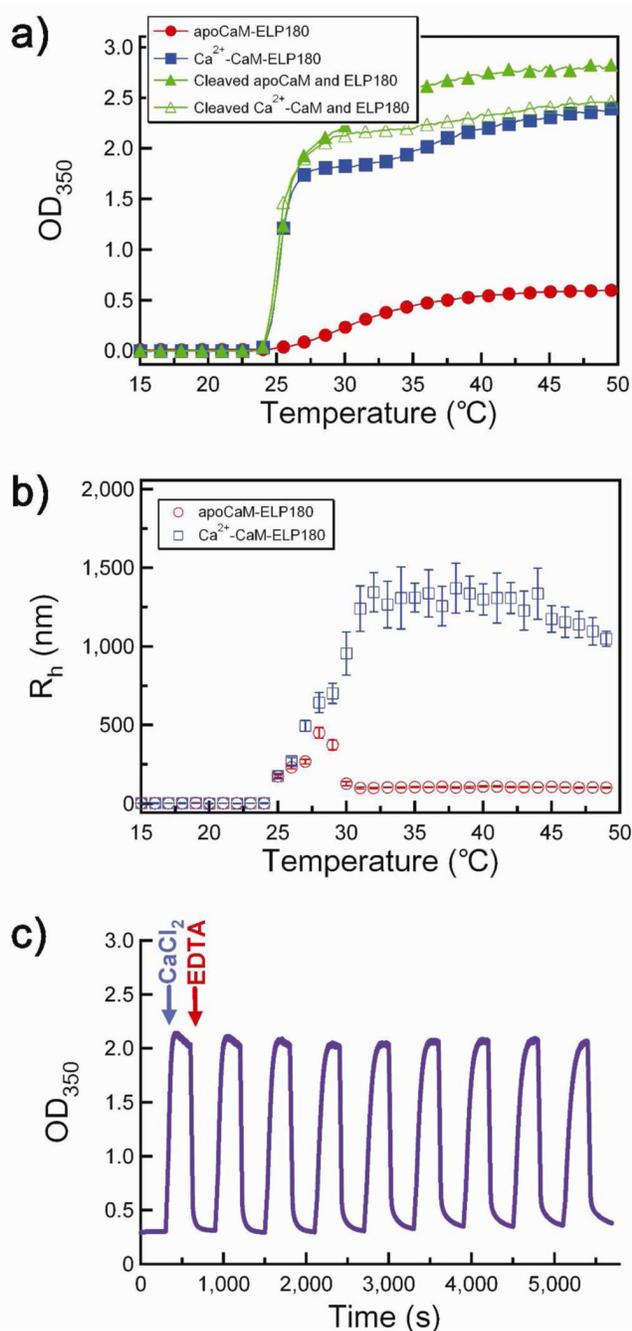 a)
apoCaM-ELP180
Ca2+-CaM-ELP180
Cleaved apoCaM and ELP180
Cleaved Ca2+-CaM and ELP180
3.0
2.5
2.0
1.5
1.0
0.5
0.0
OD350
15 20 25 30 35 40 45 50
Temperature (°C)
b)
apoCaM-ELP180
Ca2+-CaM-ELP180
2,000
1,500
1,000
500
0
Rh (nm)
15 20 25 30 35 40 45 50
Temperature (°C)
c)
CaCl2
EDTA
3.0
2.5
2.0
1.5
1.0
0.5
0
OD350
0 1,000 2,000 3,000 4,000 5,000
Time (s)